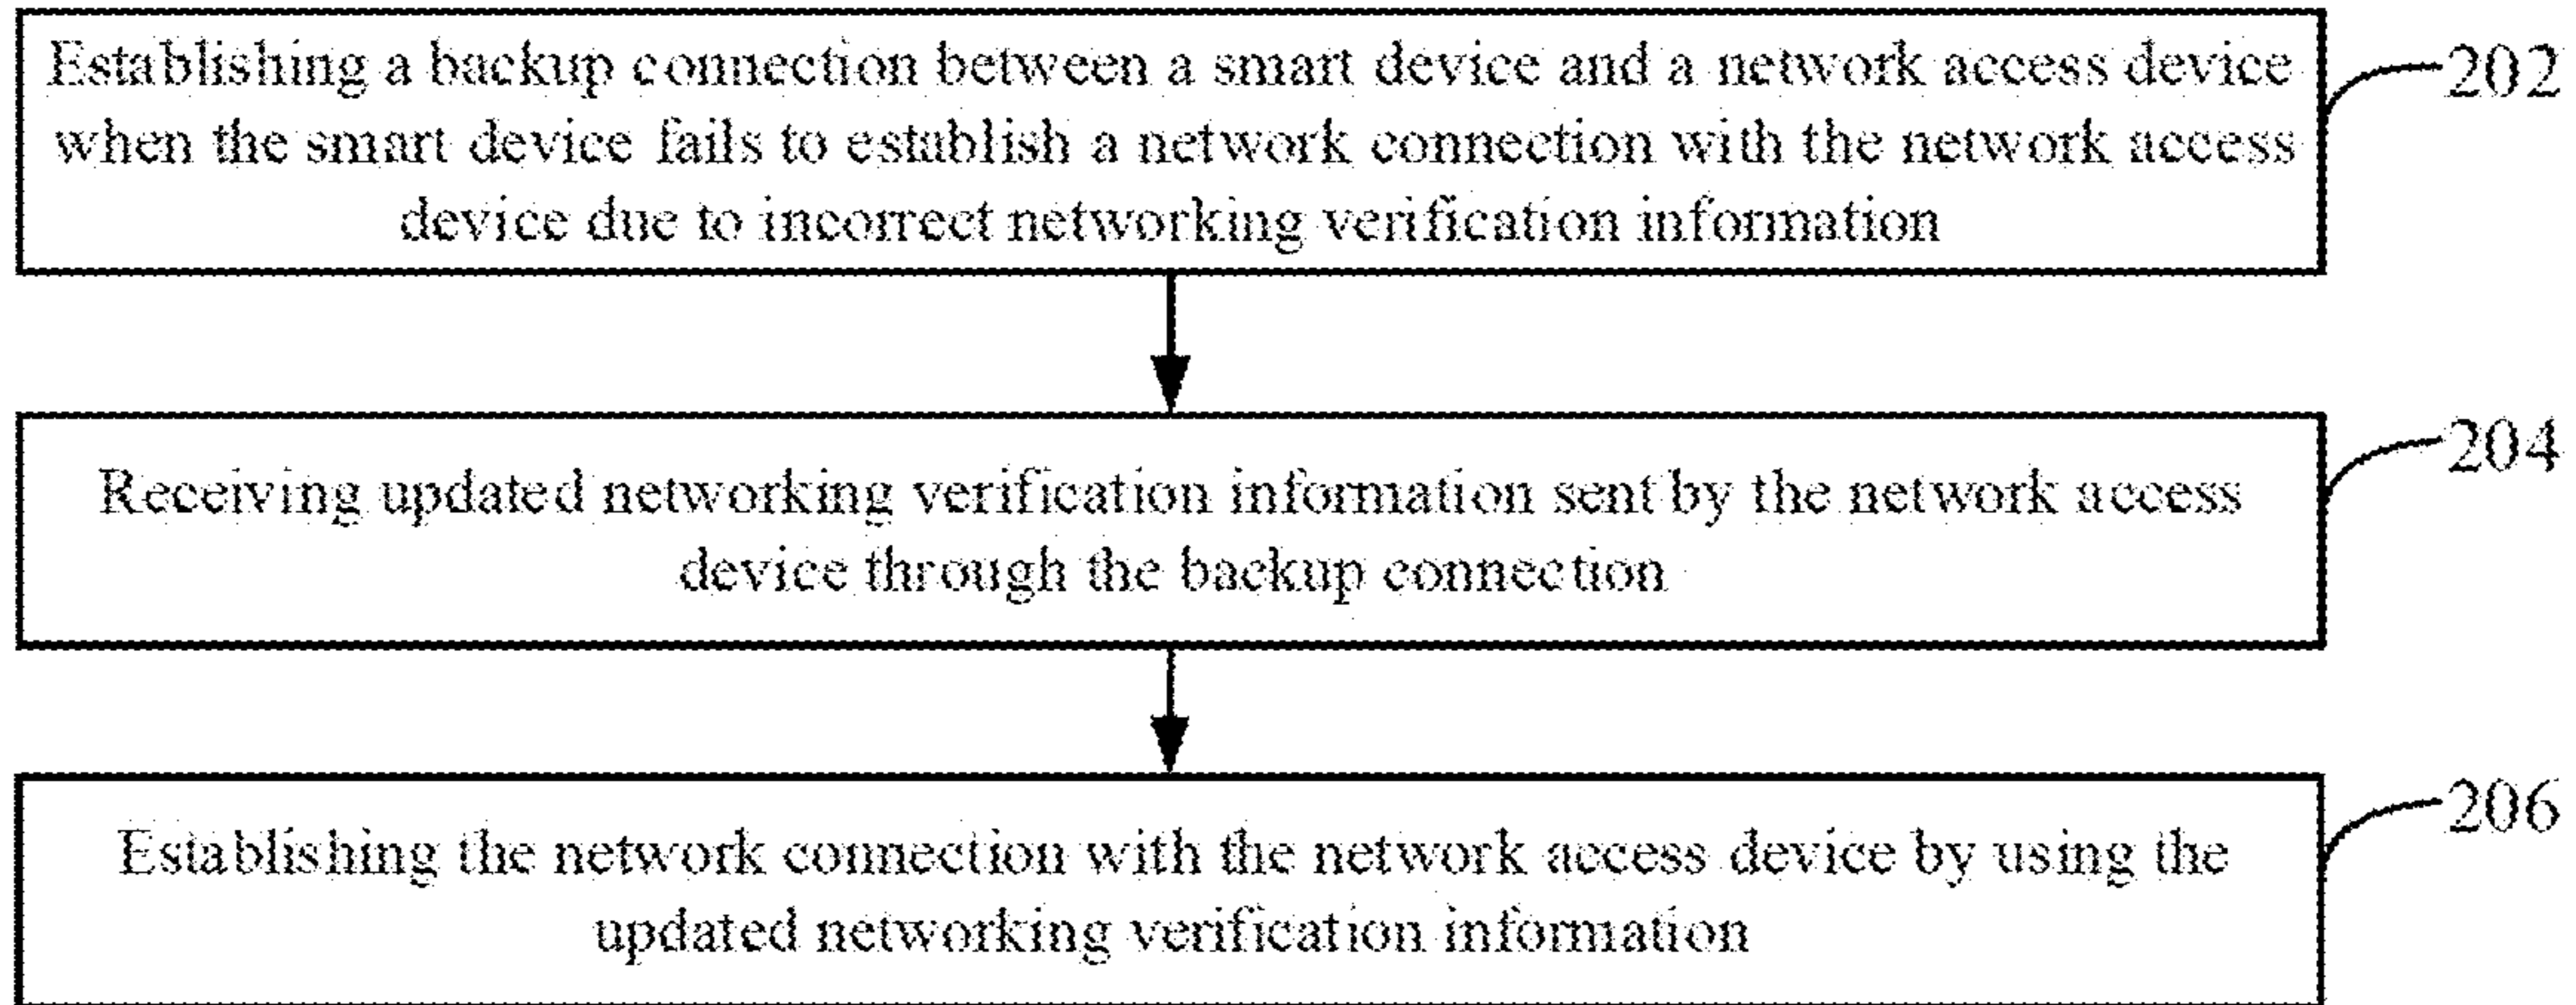 Establishing a backup connection between a smart device and a network access device
when the smart device fails to establish a network connection with the network access
device due to incorrect networking verification information
202
Receiving updated networking verification information sent by the network access
device through the backup connection
204
Establishing the network connection with the network access device by using the
updated networking verification information
206